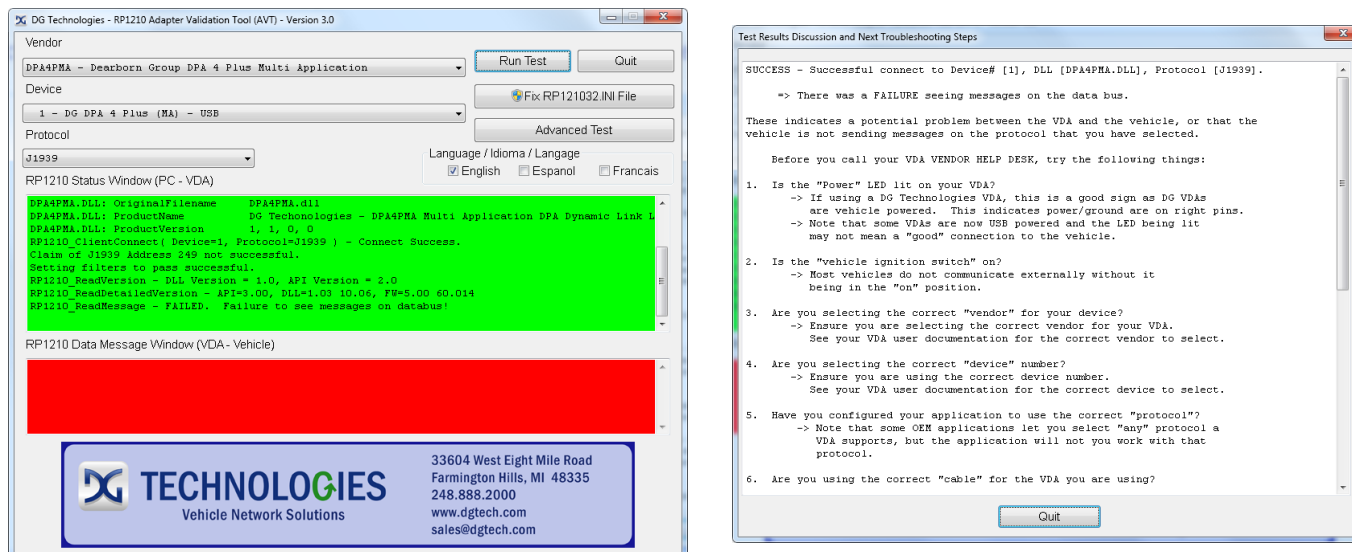 DG Technologies - RP1210 Adapter Validation Tool (AVT) - Version 3.0
Vendor
DPA4PMA - Dearborn Group DPA 4 Plus Multi Application
Run Test
Quit
Device
Fix RP121032.INI File
1 - DG DPA 4 Plus (MA) - USB
Protocol
Advanced Test
J1939
Language / Idioma / Langage
English
Espanol
Francais
RP1210 Status Window (PC - VDA)
DPA4PMA.DLL: OriginalFilename DPA4PMA.dll
DPA4PMA.DLL: ProductName DG Techonologies - DPA4PMA Multi Application DPA Dynamic Link L
DPA4PMA.DLL: ProductVersion 1, 1, 0, 0
RP1210_ClientConnect( Device=1, Protocol=J1939 ) - Connect Success.
Claim of J1939 Address 249 not successful.
Setting filters to pass successful.
RP1210_ReadVersion - DLL Version = 1.0, API Version = 2.0
RP1210_ReadDetailedVersion - API=3.00, DLL=1.03 10.06, FW=5.00 60.014
RP1210_ReadMessage - FAILED. Failure to see messages on databus!
RP1210 Data Message Window (VDA - Vehicle)
DG TECHNOLOGIES
Vehicle Network Solutions
33604 West Eight Mile Road
Farmington Hills, MI 48335
248.888.2000
www.dgtech.com
sales@dgtech.com
Test Results Discussion and Next Troubleshooting Steps
SUCCESS - Successful connect to Device# [1], DLL [DPA4PMA.DLL], Protocol [J1939].
=> There was a FAILURE seeing messages on the data bus.
These indicates a potential problem between the VDA and the vehicle, or that the
vehicle is not sending messages on the protocol that you have selected.
Before you call your VDA VENDOR HELP DESK, try the following things:
1. Is the "Power" LED lit on your VDA?
-> If using a DG Technologies VDA, this is a good sign as DG VDAs
are vehicle powered. This indicates power/ground are on right pins.
-> Note that some VDAs are now USB powered and the LED being lit
may not mean a "good" connection to the vehicle.
2. Is the "vehicle ignition switch" on?
-> Most vehicles do not communicate externally without it
being in the "on" position.
3. Are you selecting the correct "vendor" for your device?
-> Ensure you are selecting the correct vendor for your VDA.
See your VDA user documentation for the correct vendor to select.
4. Are you selecting the correct "device" number?
-> Ensure you are using the correct device number.
See your VDA user documentation for the correct device to select.
5. Have you configured your application to use the correct "protocol"?
-> Note that some OEM applications let you select "any" protocol a
VDA supports, but the application will not you work with that
protocol.
6. Are you using the correct "cable" for the VDA you are using?
Quit